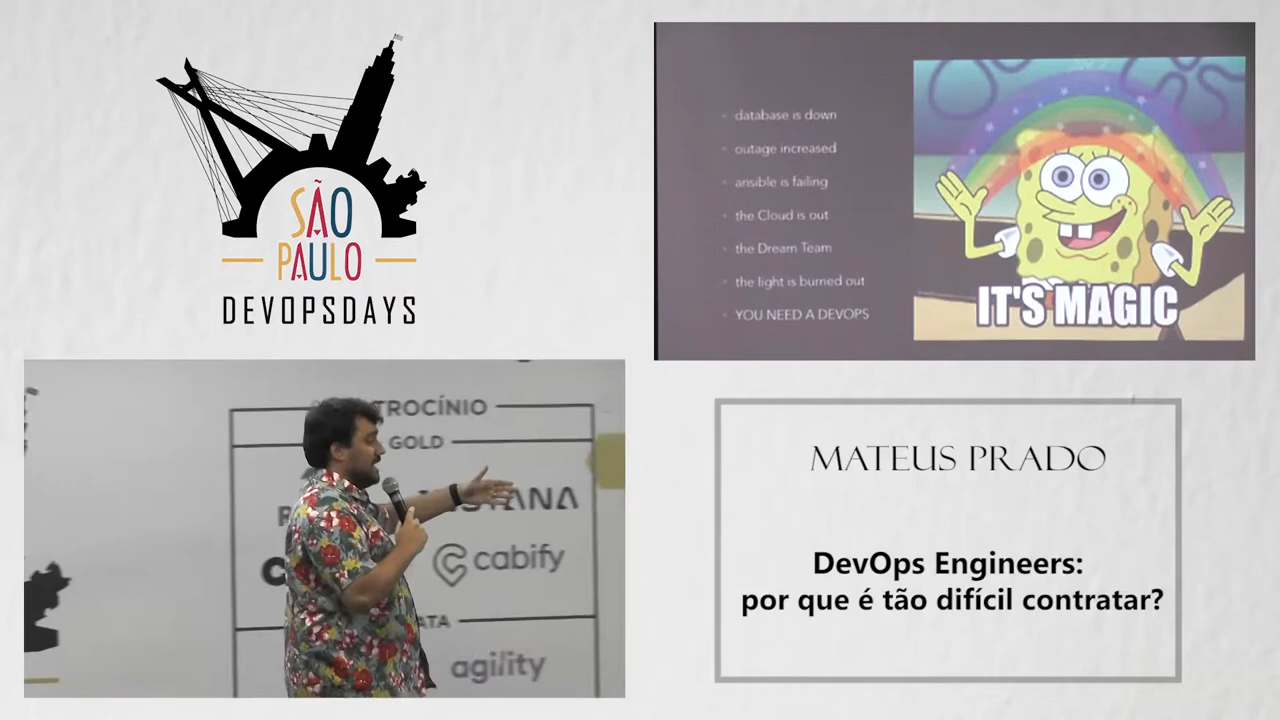 SÃO
PAULO
DEVOPSDAYS
database is down
outage increased
ansible is failing
the Cloud is out
the Dream Team
the light is burned out
YOU NEED A DEVOPS
IT'S MAGIC
TROCÍNIO
GOLD
cabify
ATA
agility
MATEUS PRADO
DevOps Engineers:
por que é tão difícil contratar?